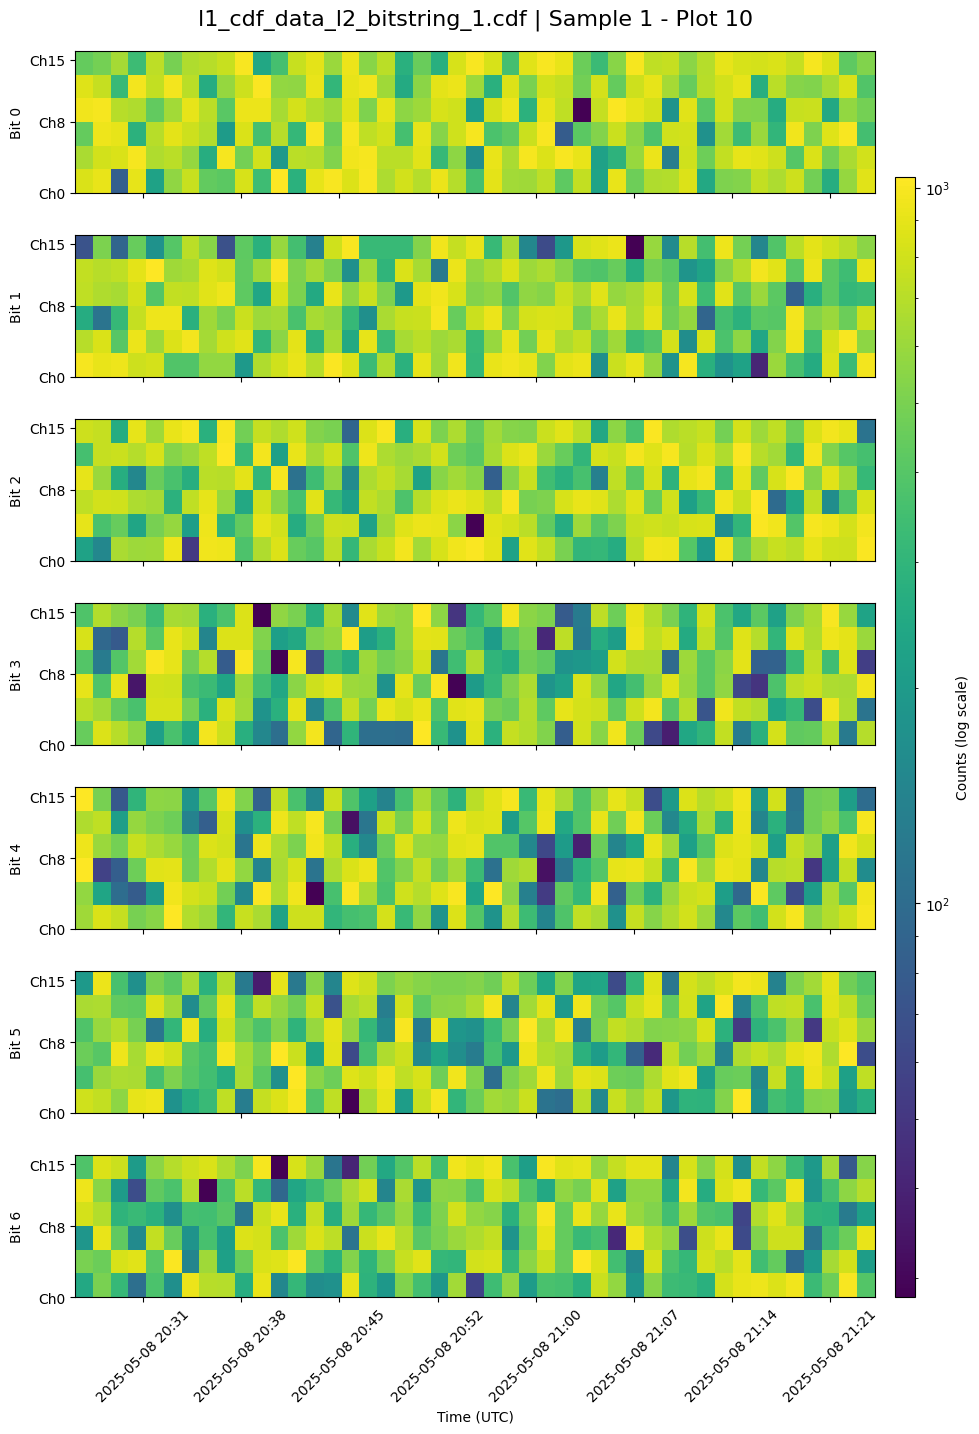 l1_cdf_data_l2_bitstring_1.cdf | Sample 1 - Plot 10
Ch15
Ch8
Ch0
Bit 0
Ch15
Ch8
Ch0
Bit 1
Ch15
Ch8
Ch0
Bit 2
Ch15
Ch8
Ch0
Bit 3
Ch15
Ch8
Ch0
Bit 4
Ch15
Ch8
Ch0
Bit 5
Ch15
Ch8
Ch0
Bit 6
2025-05-08 20:31
2025-05-08 20:38
2025-05-08 20:45
2025-05-08 20:52
2025-05-08 21:00
2025-05-08 21:07
2025-05-08 21:14
2025-05-08 21:21
Time (UTC)
10³
10²
Counts (log scale)